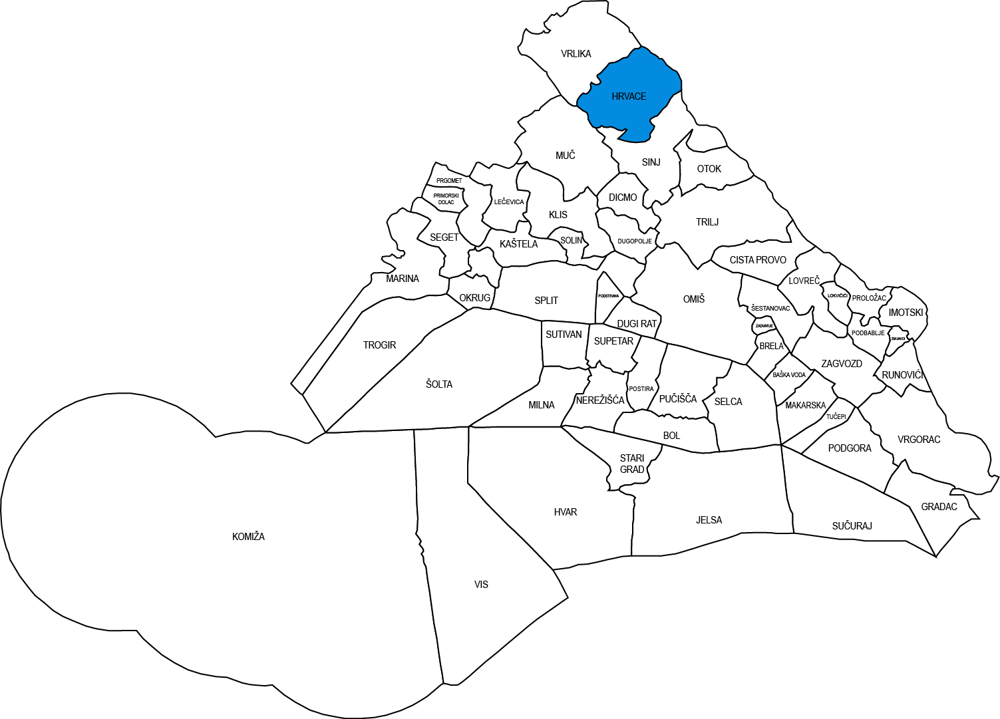 VRLIKA
HRVACE
MUČ
SINJ
OTOK
PRGOMET
PRIMORSKI
DOLAC
LEČEVICA
DICMO
KLIS
TRILJ
SEGET
KAŠTELA
SOLIN
DUGOPOLJE
CISTA PROVO
MARINA
OKRUG
SPLIT
PODSTRANA
OMIŠ
LOVREČ
LOKVIČIĆI
PROLOŽAC
IMOTSKI
ŠESTANOVAC
DUGI RAT
ZADVARJE
PODBABLJE
ZMIJAVCI
TROGIR
SUTIVAN
SUPETAR
BRELA
ZAGVOZD
RUNOVIĆI
BAŠKA VODA
ŠOLTA
MILNA
NEREŽIŠĆA
POSTIRA
PUČIŠĆA
SELCA
MAKARSKA
TUČEPI
BOL
VRGORAC
PODGORA
STARI
GRAD
HVAR
JELSA
SUĆURAJ
GRADAC
KOMIŽA
VIS